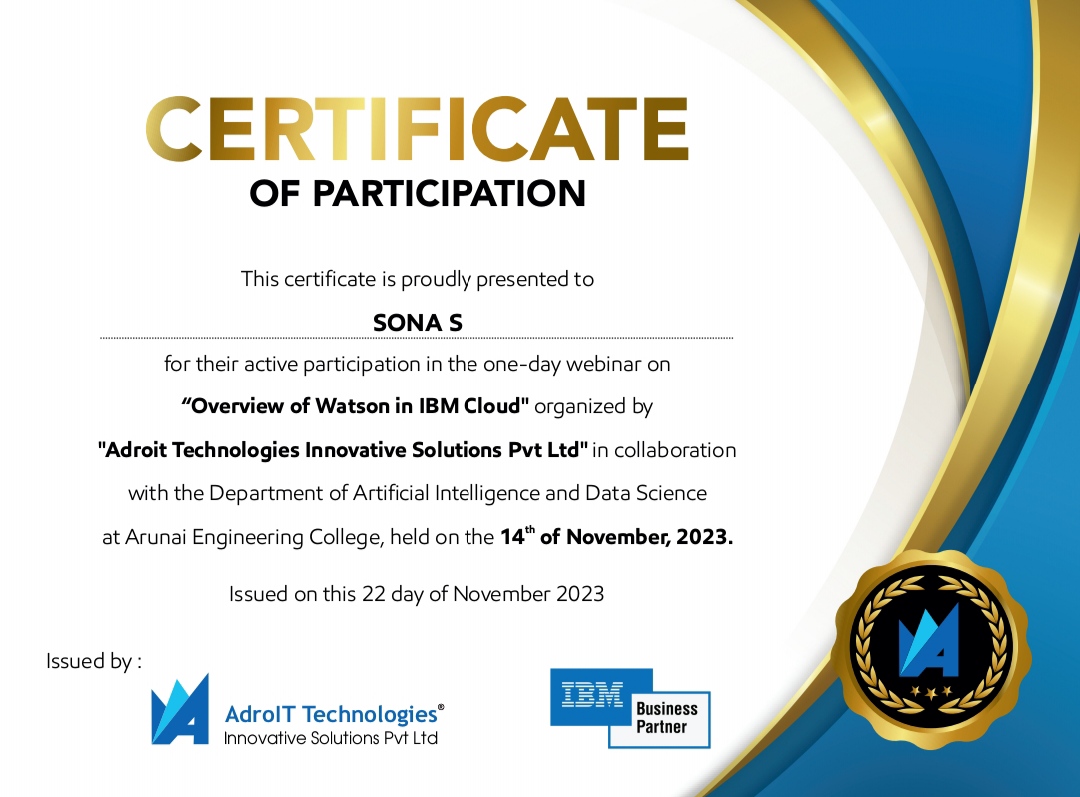 CERTIFICATE
OF PARTICIPATION
This certificate is proudly presented to
SONA S
for their active participation in the one-day webinar on
“Overview of Watson in IBM Cloud" organized by
"Adroit Technologies Innovative Solutions Pvt Ltd" in collaboration
with the Department of Artificial Intelligence and Data Science
at Arunai Engineering College, held on the 14th of November, 2023.
Issued on this 22 day of November 2023
Issued by :
AdroIT Technologies®
Innovative Solutions Pvt Ltd
IBM
Business
Partner